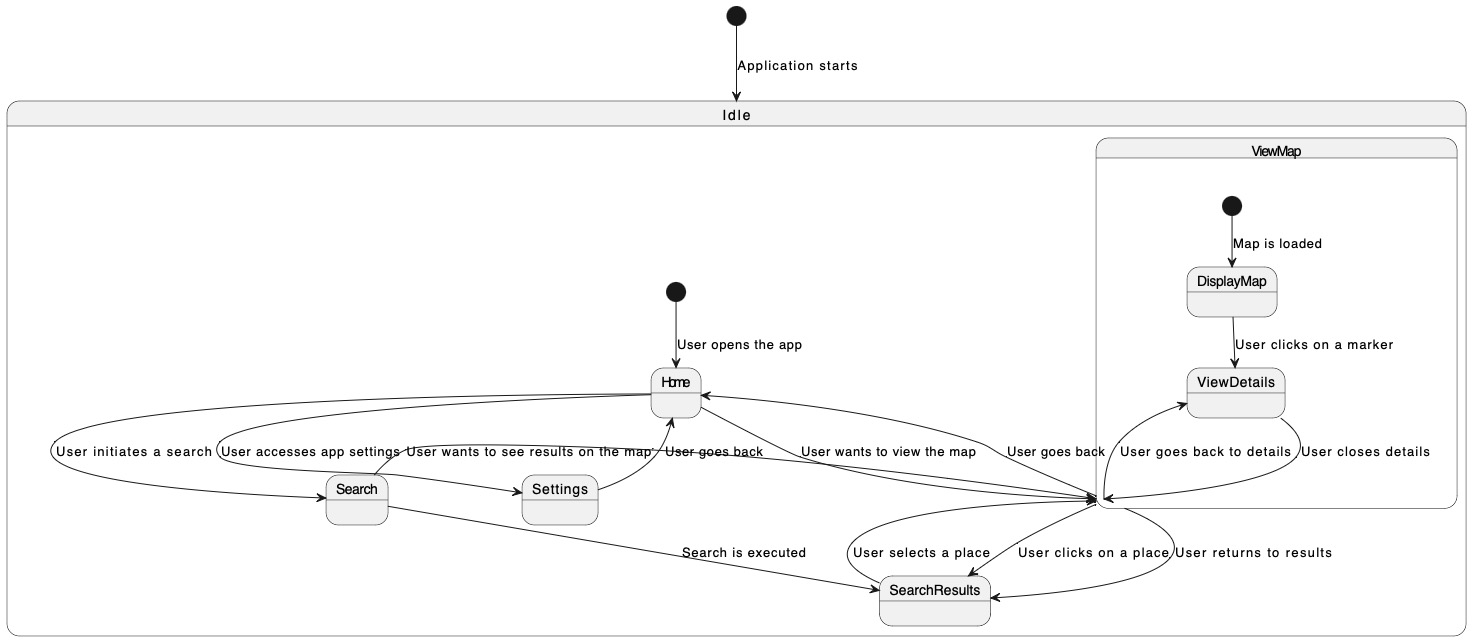 Application starts
Idle
ViewMap
Map is loaded
DisplayMap
User opens the app
User clicks on a marker
Home
ViewDetails
User initiates a search
User accesses app settings
User wants to see results on the map
User goes back
User wants to view the map
User goes back
User goes back to details
User closes details
Search
Settings
Search is executed
User selects a place
User clicks on a place
User returns to results
SearchResults